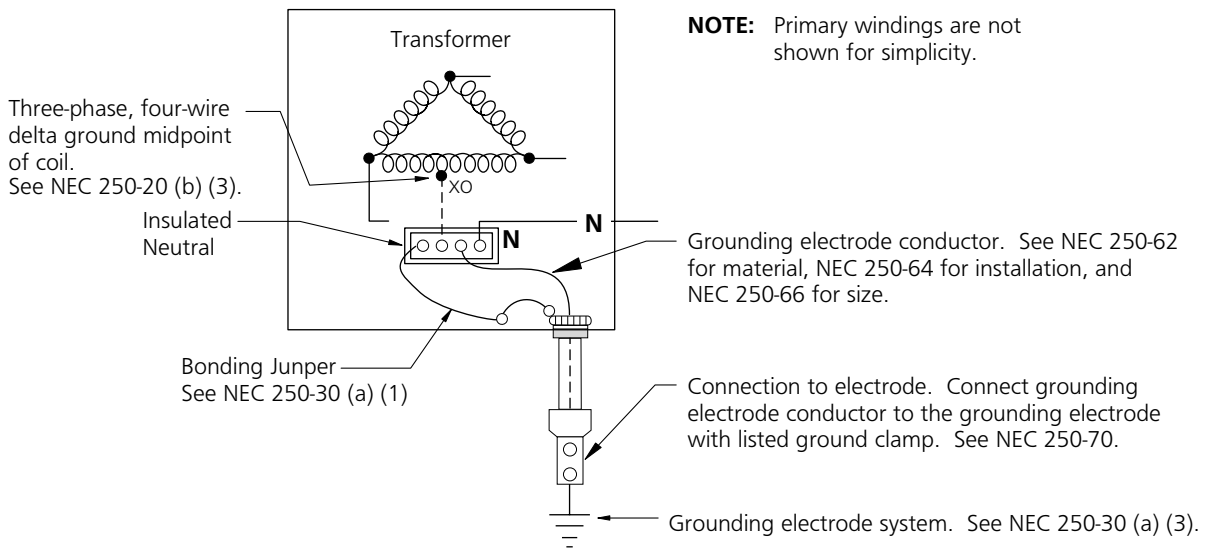 Transformer
NOTE: Primary windings are not
shown for simplicity.
Three-phase, four-wire
delta ground midpoint
of coil.
See NEC 250-20 (b) (3).
XO
Insulated
Neutral
N
N
Grounding electrode conductor. See NEC 250-62
for material, NEC 250-64 for installation, and
NEC 250-66 for size.
Bonding Junper
See NEC 250-30 (a) (1)
Connection to electrode. Connect grounding
electrode conductor to the grounding electrode
with listed ground clamp. See NEC 250-70.
Grounding electrode system. See NEC 250-30 (a) (3).